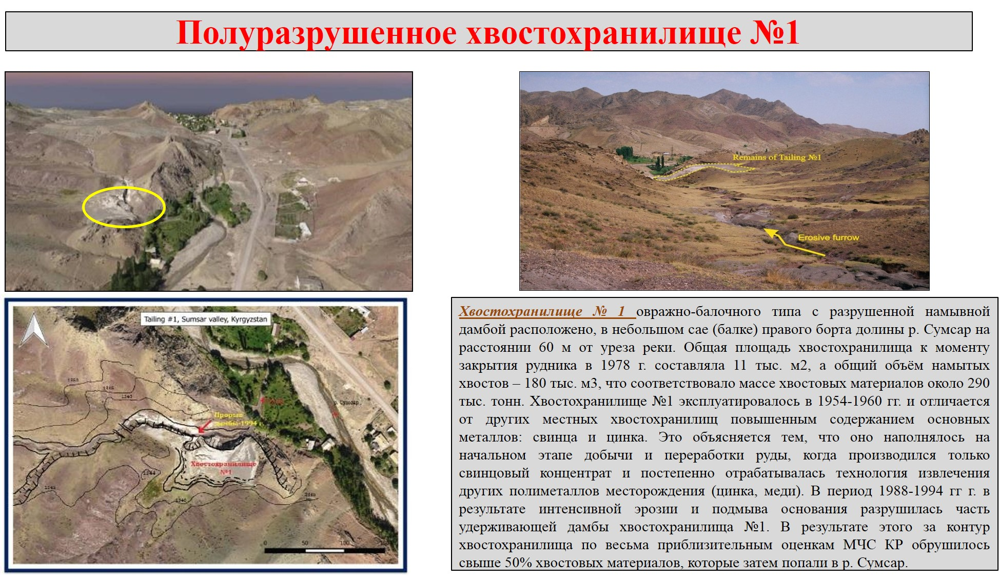 Полуразрушенное хвостохранилище №1
Remains of Tailing №1
Erosive furrow
Tailing #1, Sumsar valley, Kyrgyzstan
1350
1345
1340
р. Сумсар
Прорыв
дамбы-1994 г.
Хвостохранилище
№1
1344
1345
1340
1345
0 50 100
Хвостохранилище № 1 овражно-балочного типа с разрушенной намывной
дамбой расположено, в небольшом сае (балке) правого борта долины р. Сумсар на
расстоянии 60 м от уреза реки. Общая площадь хвостохранилища к моменту
закрытия рудника в 1978 г. составляла 11 тыс. м2, а общий объём намытых
хвостов – 180 тыс. м3, что соответствовало массе хвостовых материалов около 290
тыс. тонн. Хвостохранилище №1 эксплуатировалось в 1954-1960 гг. и отличается
от других местных хвостохранилищ повышенным содержанием основных
металлов: свинца и цинка. Это объясняется тем, что оно наполнялось на
начальном этапе добычи и переработки руды, когда производился только
свинцовый концентрат и постепенно отрабатывалась технология извлечения
других полиметаллов месторождения (цинка, меди). В период 1988-1994 гг г. в
результате интенсивной эрозии и подмыва основания разрушилась часть
удерживающей дамбы хвостохранилища №1. В результате этого за контур
хвостохранилища по весьма приблизительным оценкам МЧС КР обрушилось
свыше 50% хвостовых материалов, которые затем попали в р. Сумсар.